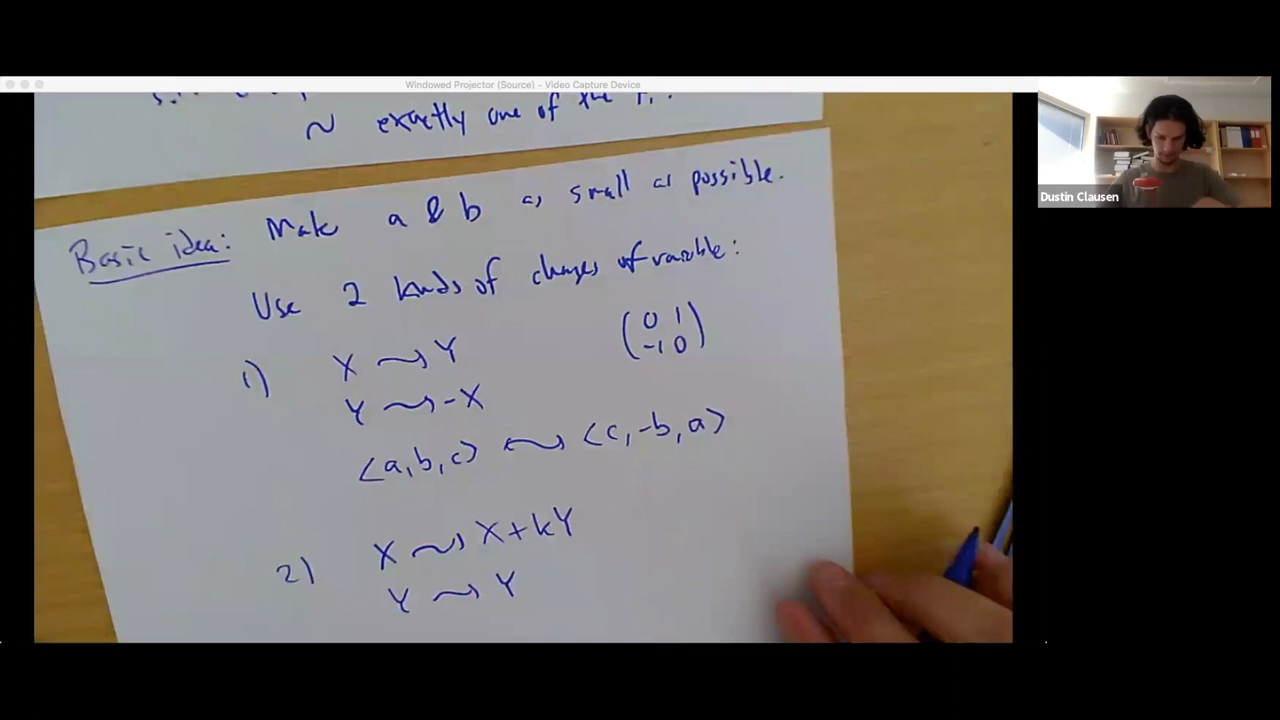 Windowed Projector (Source) - Video Capture Device
~ exactly one of the
Dustin Clausen
Basic idea: Make a & b as small as possible.
Use 2 kinds of changes of variable:
1) X ⇝ Y
(0 1
-1 0)
Y ⇝ -X
<a, b, c> ⇝ <c, -b, a>
2) X ⇝ X + kY
Y ⇝ Y